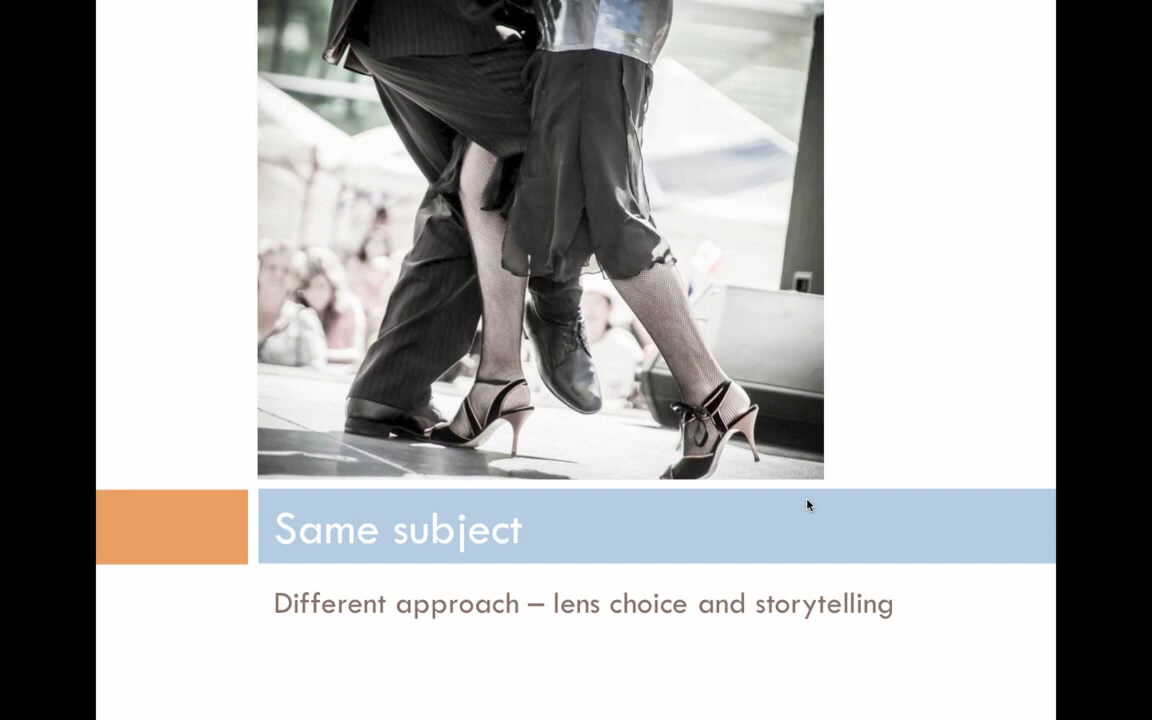 Same subject
Different approach – lens choice and storytelling